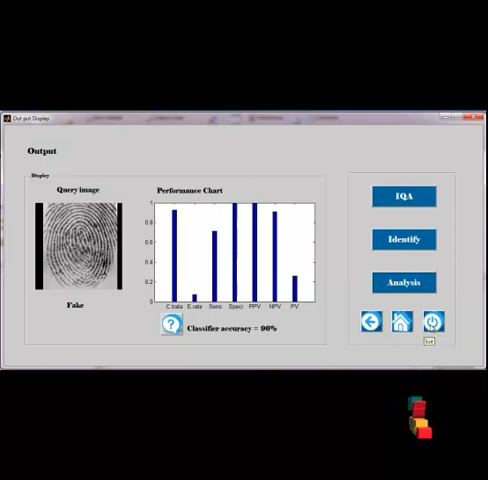 Out put Display
Output
Display
Query image
Performance Chart
IQA
1
0.8
Identify
0.6
0.4
Analysis
0.2
0
Fake
C trate
E.rate
Sens
Speci
PPV
NPV
PV
Classifier accuracy = 96%
Exit